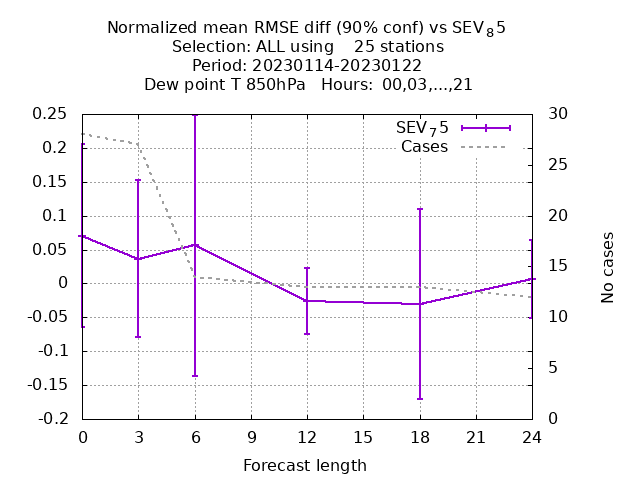 Normalized mean RMSE diff (90% conf) vs SEV₈5
Selection: ALL using    25 stations
Period: 20230114-20230122
Dew point T 850hPa   Hours: 00,03,...,21
SEV₇5
Cases
0.25
0.2
0.15
0.1
0.05
0
-0.05
-0.1
-0.15
-0.2
30
25
20
15
10
5
0
No cases
0 3 6 9 12 15 18 21 24
Forecast length